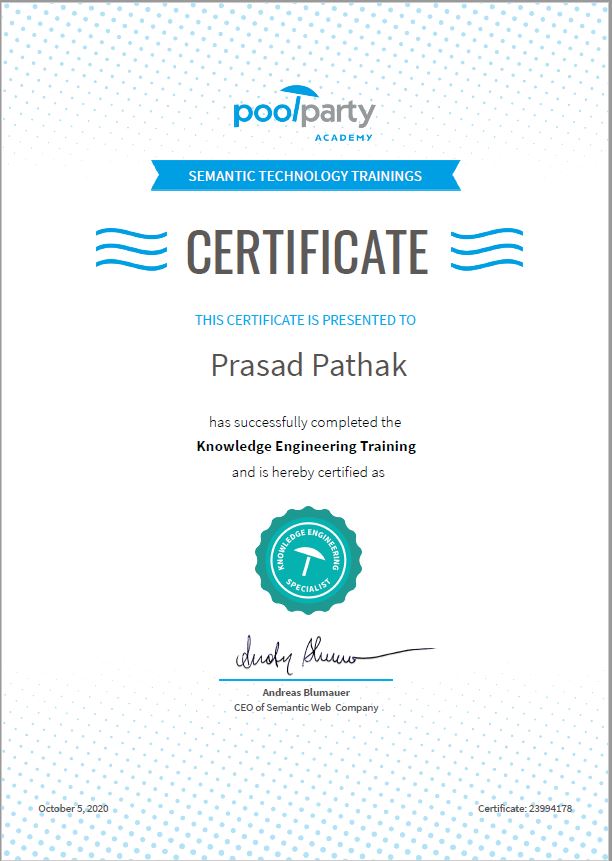 poolparty
ACADEMY
SEMANTIC TECHNOLOGY TRAININGS
CERTIFICATE
THIS CERTIFICATE IS PRESENTED TO
Prasad Pathak
has successfully completed the
Knowledge Engineering Training
and is hereby certified as
KNOWLEDGE ENGINEERING
SPECIALIST
Andreas Blumauer
CEO of Semantic Web Company
October 5, 2020
Certificate: 23994178